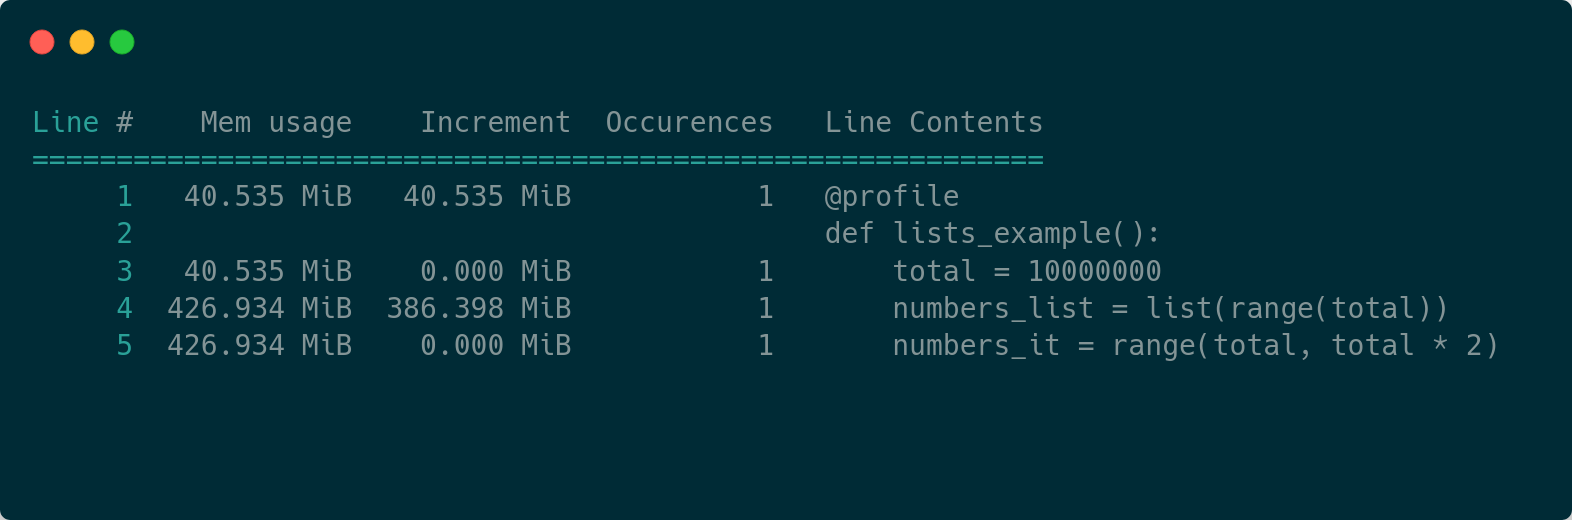 Line #    Mem usage    Increment  Occurences   Line Contents
============================================================
     1   40.535 MiB   40.535 MiB           1   @profile
     2                                         def lists_example():
     3   40.535 MiB    0.000 MiB           1       total = 10000000
     4  426.934 MiB  386.398 MiB           1       numbers_list = list(range(total))
     5  426.934 MiB    0.000 MiB           1       numbers_it = range(total, total * 2)